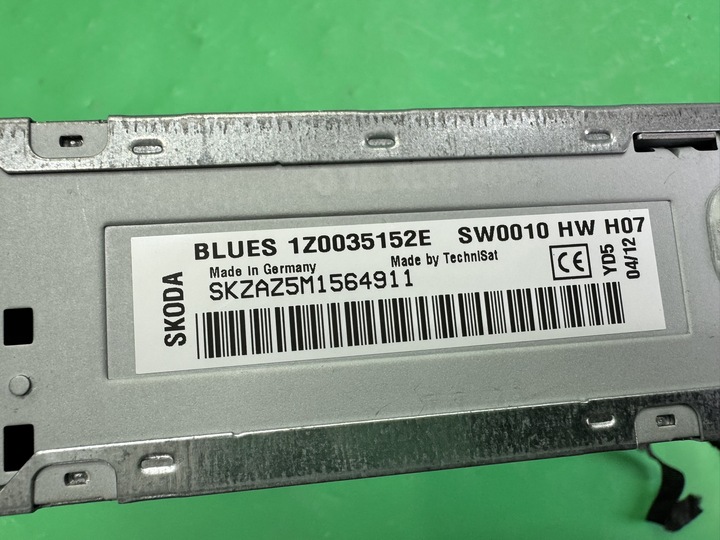 SKODA
BLUES 1Z0035152E SW0010 HW H07
Made in Germany Made by TechniSat
SKZAZ5M1564911
CE
YD5
04/12